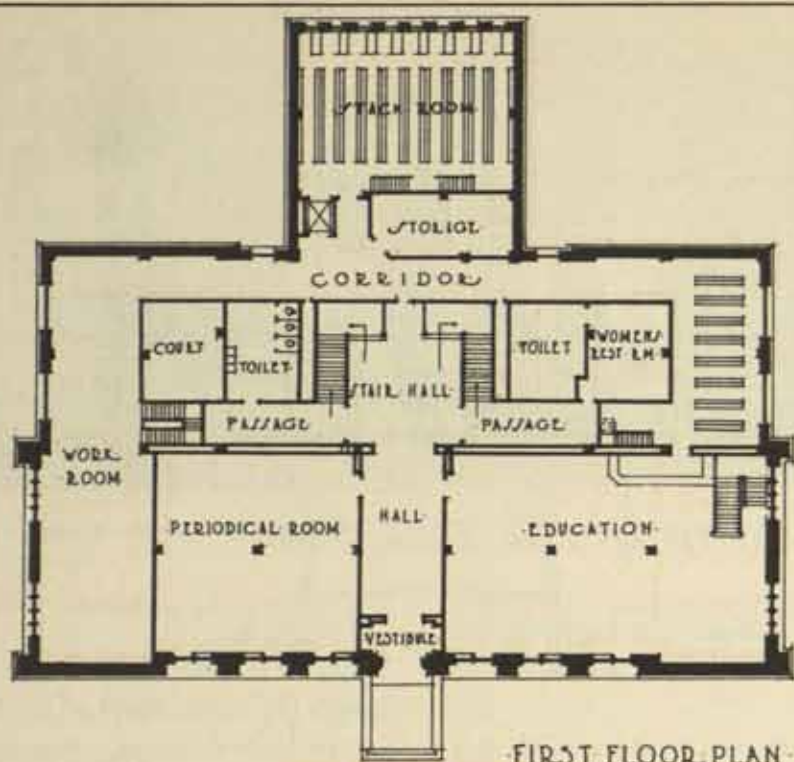 STACK ROOM
STORIGE
CORRIDOR
COURT
TOILET
STAIR HALL
TOILET
WOMENS
REST RM
PASSAGE
PASSAGE
WORK
ROOM
PERIODICAL ROOM
HALL
·EDUCATION·
VESTIBULE
·FIRST FLOOR PLAN·